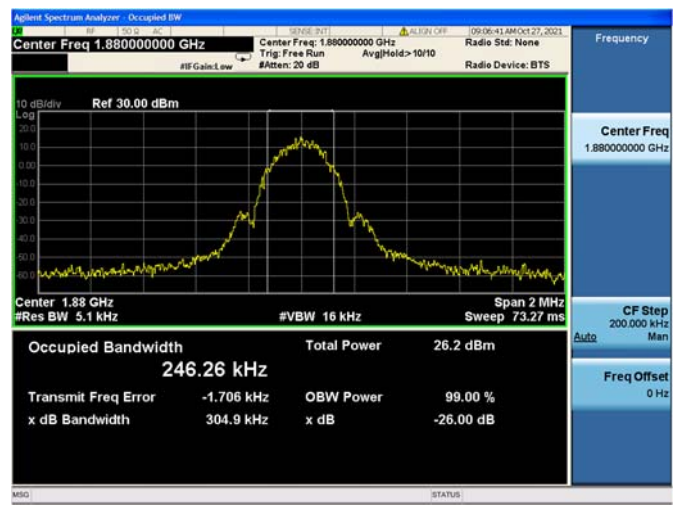 Agilent Spectrum Analyzer - Occupied BW
RF 50 Ω AC SENSE:INT ALIGN OFF 09:06:41 AM Oct 27, 2021
Center Freq 1.880000000 GHz
Center Freq: 1.880000000 GHz
Radio Std: None
Trig: Free Run Avg|Hold:>10/10
#IFGain:Low #Atten: 20 dB Radio Device: BTS
Frequency
10 dB/div Ref 30.00 dBm
Log
20.0
10.0
0.00
-10.0
-20.0
-30.0
-40.0
-50.0
-60.0
Center 1.88 GHz Span 2 MHz
#Res BW 5.1 kHz #VBW 16 kHz Sweep 73.27 ms
Occupied Bandwidth Total Power 26.2 dBm
246.26 kHz
Transmit Freq Error -1.706 kHz OBW Power 99.00 %
x dB Bandwidth 304.9 kHz x dB -26.00 dB
Center Freq
1.880000000 GHz
CF Step
200.000 kHz
Auto Man
Freq Offset
0 Hz
MSG STATUS